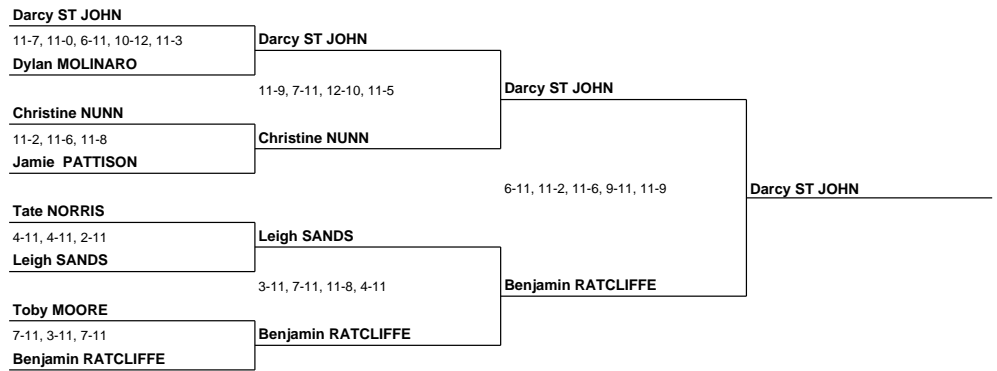 Darcy ST JOHN
11-7, 11-0, 6-11, 10-12, 11-3
Dylan MOLINARO
Christine NUNN
11-2, 11-6, 11-8
Jamie  PATTISON
Tate NORRIS
4-11, 4-11, 2-11
Leigh SANDS
Toby MOORE
7-11, 3-11, 7-11
Benjamin RATCLIFFE
Darcy ST JOHN
11-9, 7-11, 12-10, 11-5
Christine NUNN
Leigh SANDS
3-11, 7-11, 11-8, 4-11
Benjamin RATCLIFFE
Darcy ST JOHN
6-11, 11-2, 11-6, 9-11, 11-9
Benjamin RATCLIFFE
Darcy ST JOHN